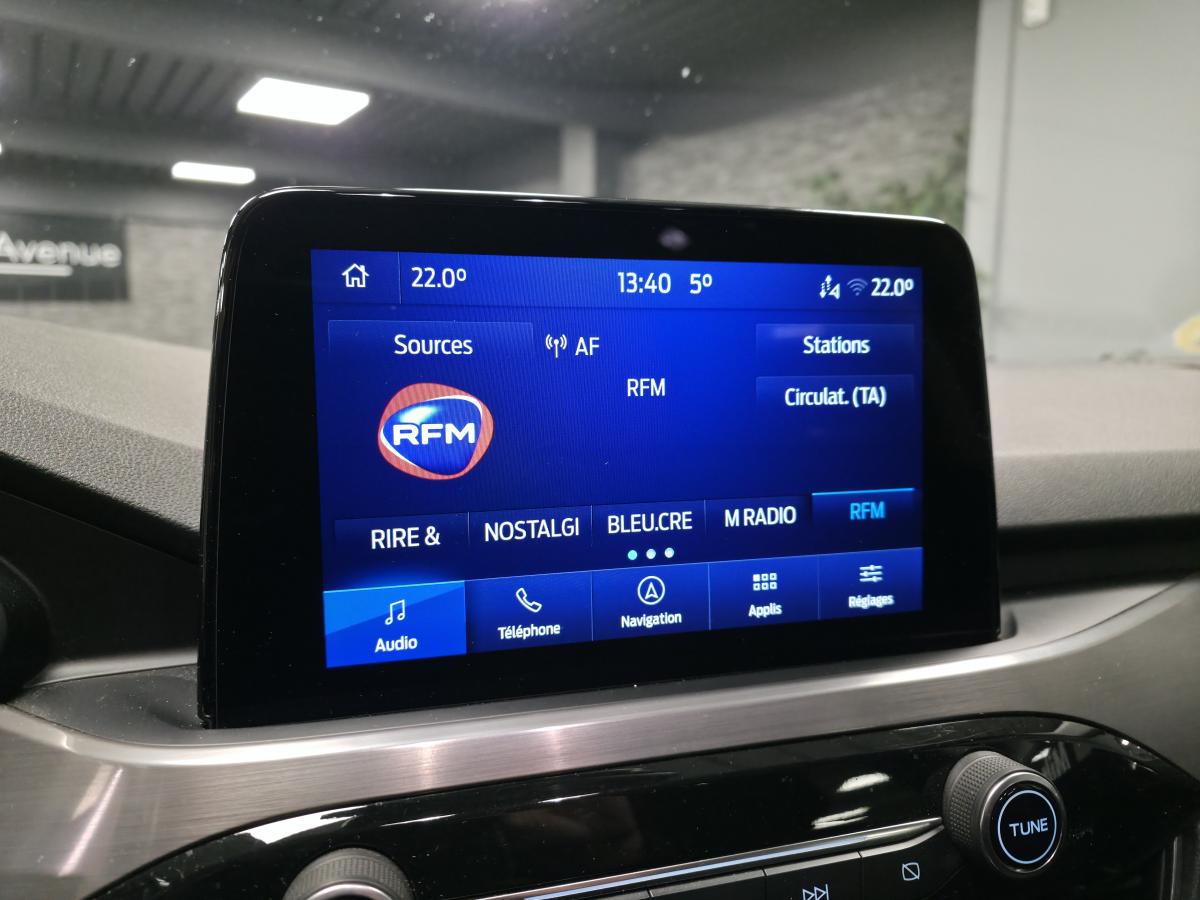 Avenue
22.0º
13:40 5º
22.0º
Sources
AF
Stations
RFM
Circulat. (TA)
RFM
RIRE &
NOSTALGI
BLEU.CRE
M RADIO
RFM
Audio
Téléphone
Navigation
Applis
Réglages
TUNE